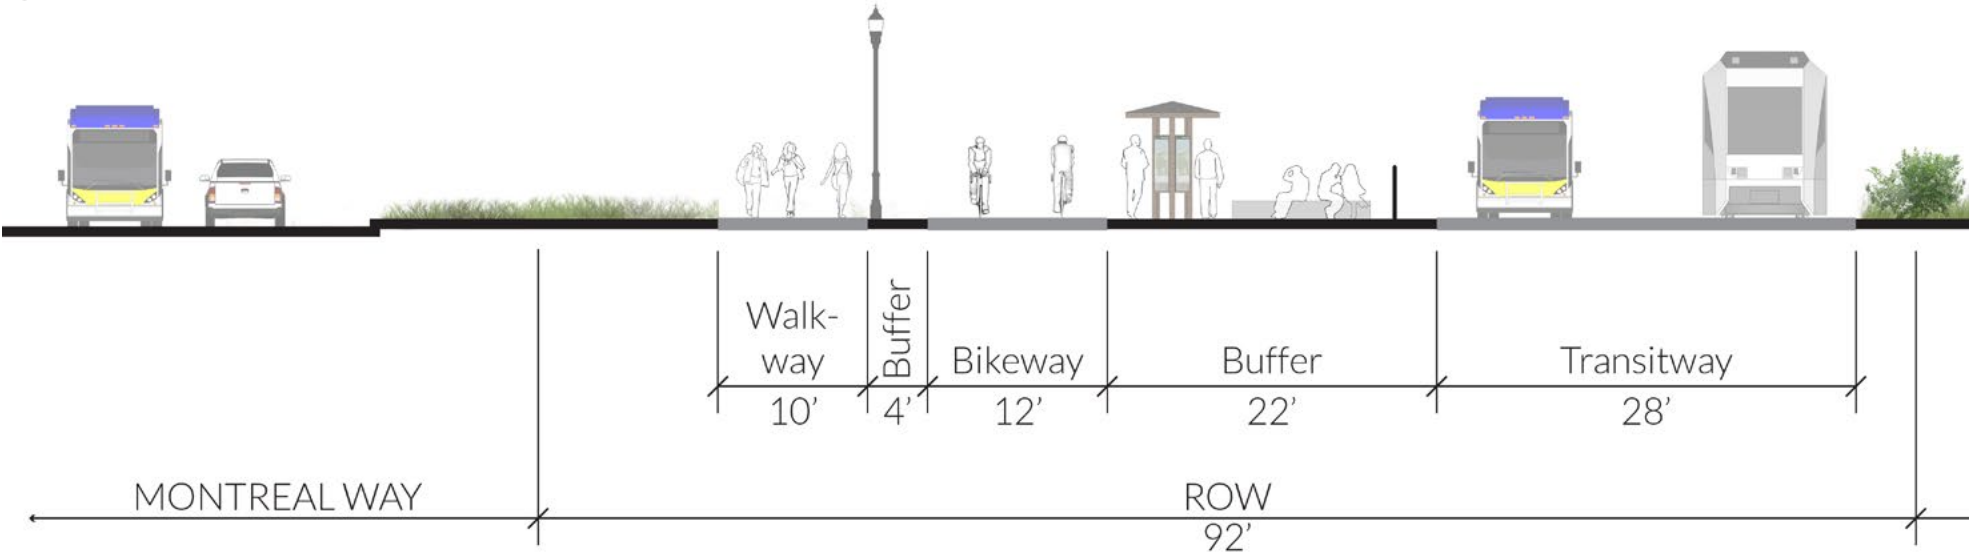 Walk-
way
10’
Buffer
4’
Bikeway
12’
Buffer
22’
Transitway
28’
MONTREAL WAY
ROW
92’